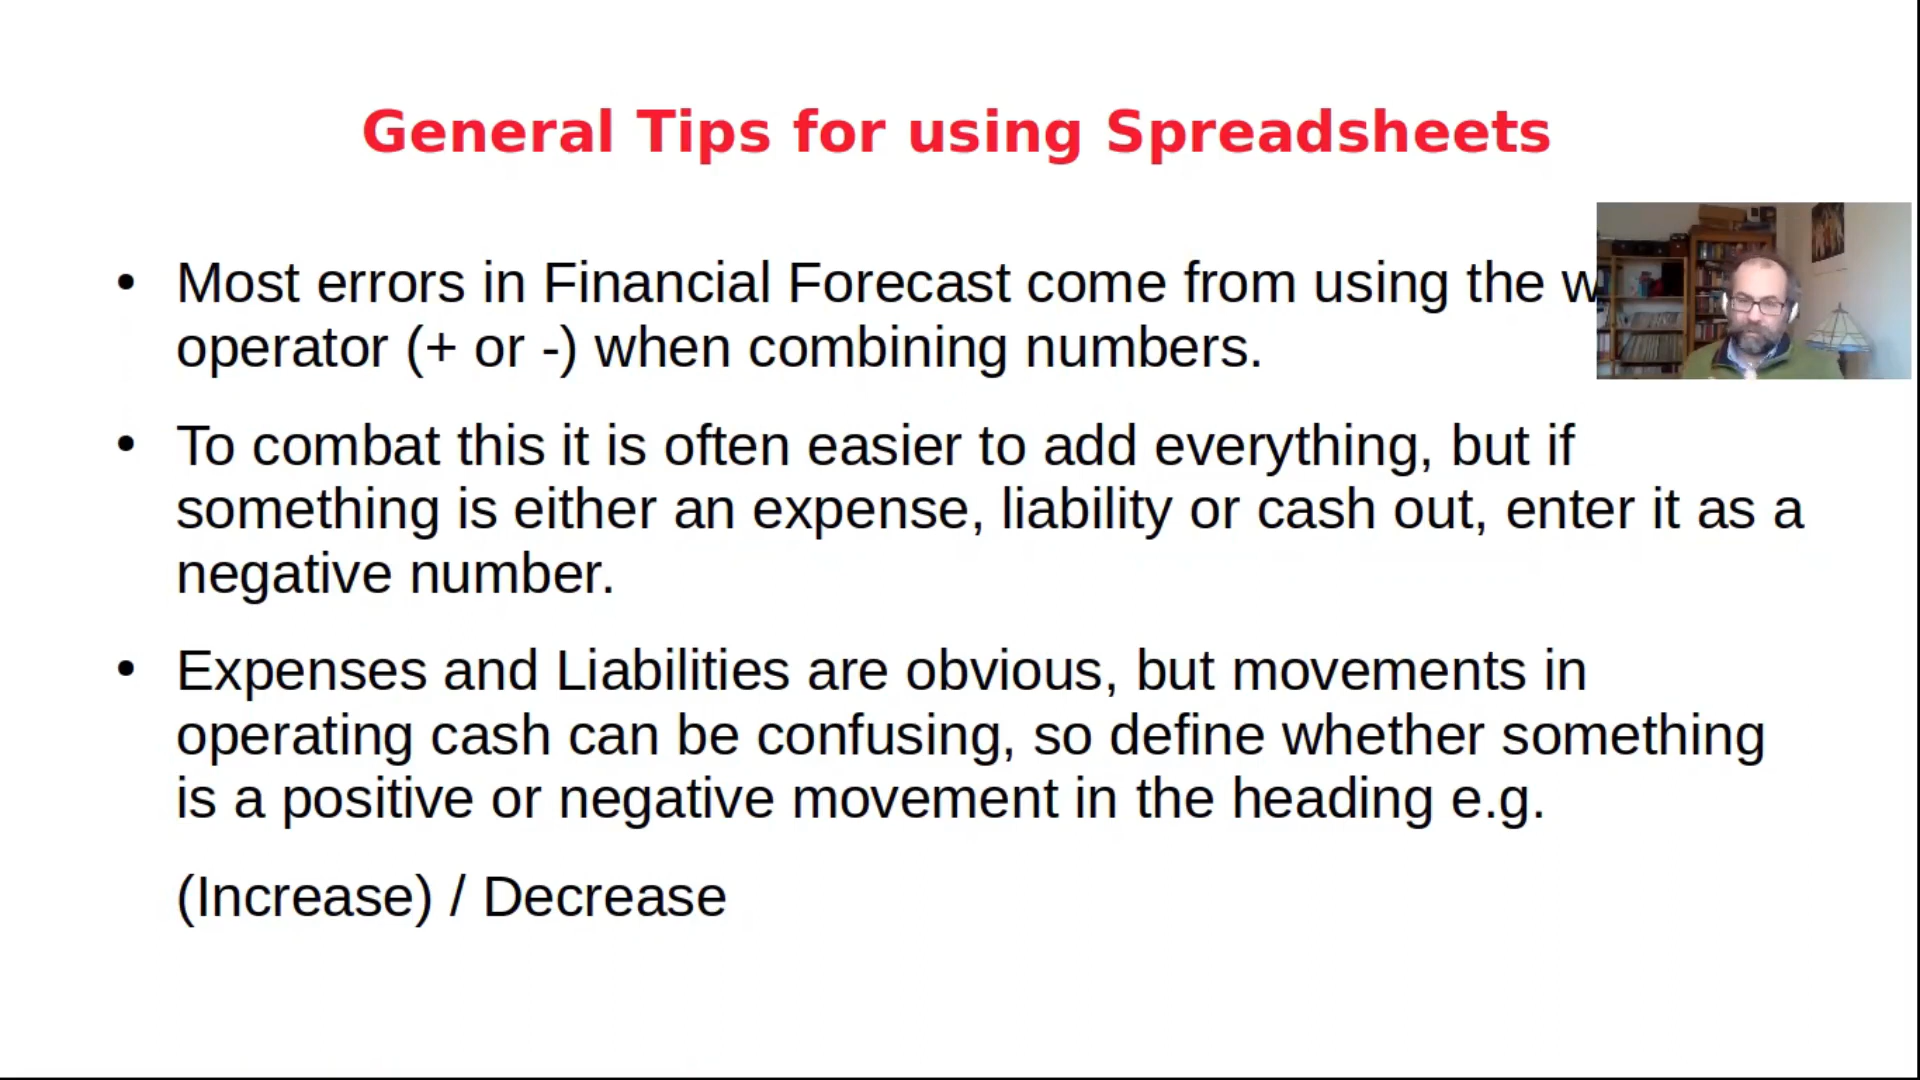 General Tips for using Spreadsheets
• Most errors in Financial Forecast come from using the
operator (+ or -) when combining numbers.
• To combat this it is often easier to add everything, but if
something is either an expense, liability or cash out, enter it as a
negative number.
• Expenses and Liabilities are obvious, but movements in
operating cash can be confusing, so define whether something
is a positive or negative movement in the heading e.g.
(Increase) / Decrease